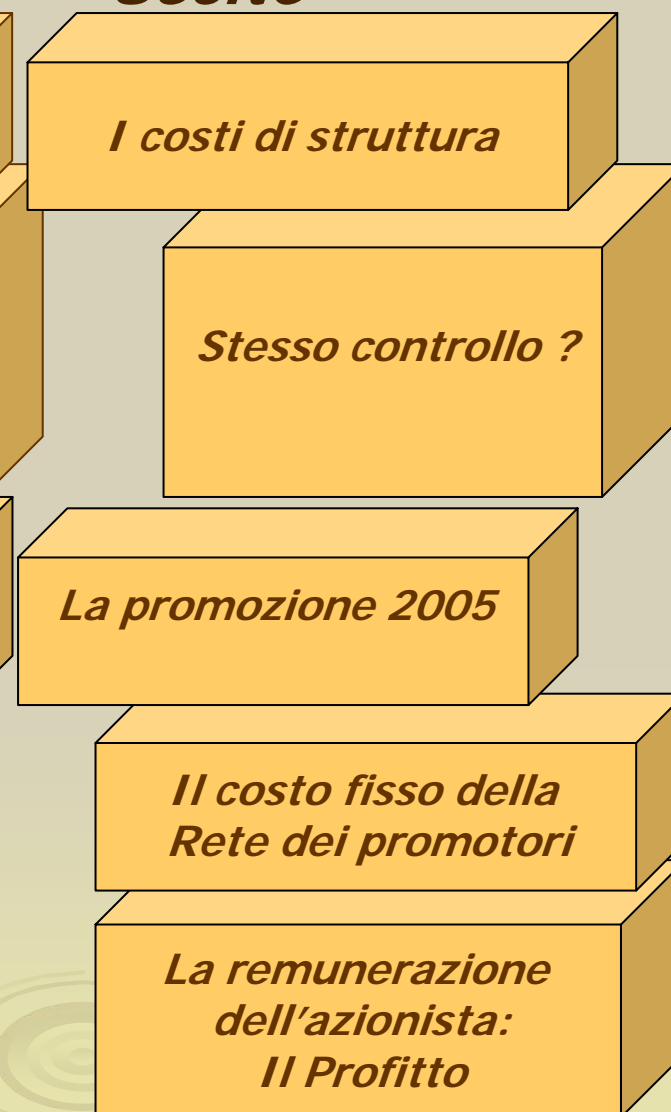 I costi di struttura
Stesso controllo ?
La promozione 2005
Il costo fisso della
Rete dei promotori
La remunerazione
dell'azionista:
Il Profitto